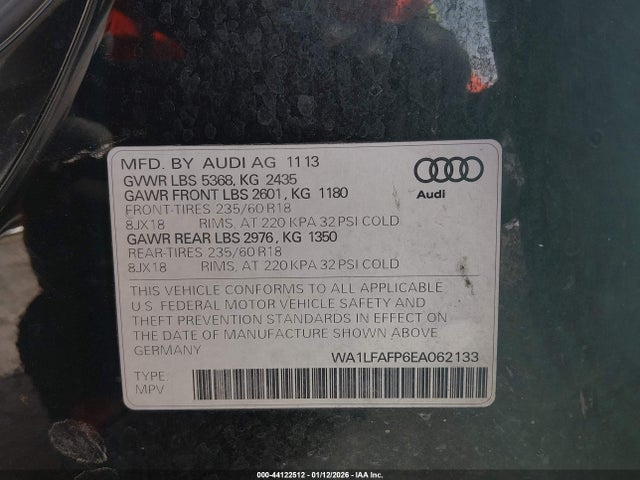 MFD. BY AUDI AG 11 13
GVWR LBS 5368, KG 2435
GAWR FRONT LBS 2601, KG 1180
FRONT-TIRES 235/60 R18
8JX18 RIMS, AT 220 KPA 32 PSI COLD
GAWR REAR LBS 2976, KG 1350
REAR-TIRES 235/60 R18
8JX18 RIMS, AT 220 KPA 32 PSI COLD
Audi
THIS VEHICLE CONFORMS TO ALL APPLICABLE
U.S. FEDERAL MOTOR VEHICLE SAFETY AND
THEFT PREVENTION STANDARDS IN EFFECT ON
THE DATE OF MANUFACTURE SHOWN ABOVE
GERMANY
WA1LFAFP6EA062133
TYPE:
MPV
000-44122512 - 01/12/2026 - IAA Inc.